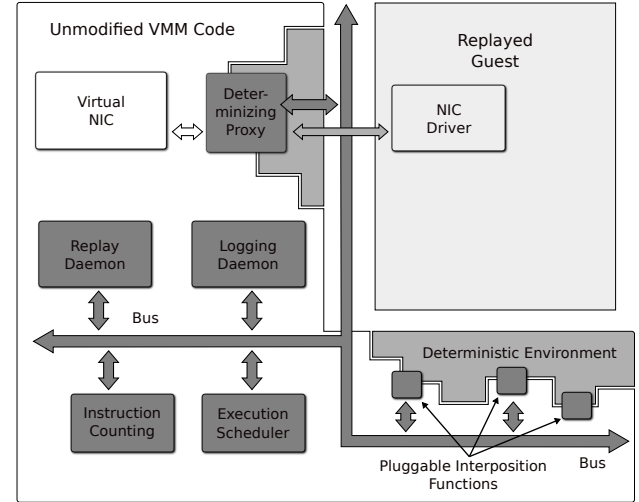 Unmodified VMM Code
Virtual
NIC
Deter-
minizing
Proxy
Replayed
Guest
NIC
Driver
Replay
Daemon
Logging
Daemon
Bus
Instruction
Counting
Execution
Scheduler
Deterministic Environment
Pluggable Interposition
Functions
Bus